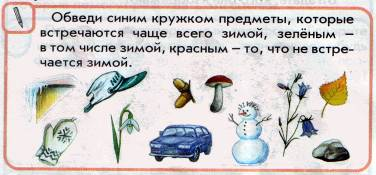 Обведи синим кружком предметы, которые
встречаются чаще всего зимой, зелёным –
в том числе зимой, красным – то, что не встре-
чается зимой.